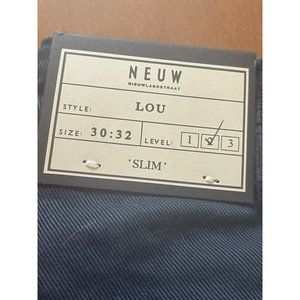 NEUW
NIEUWLANDSTRAAT
STYLE: LOU
SIZE: 30:32 LEVEL: 1 2 3
*SLIM*